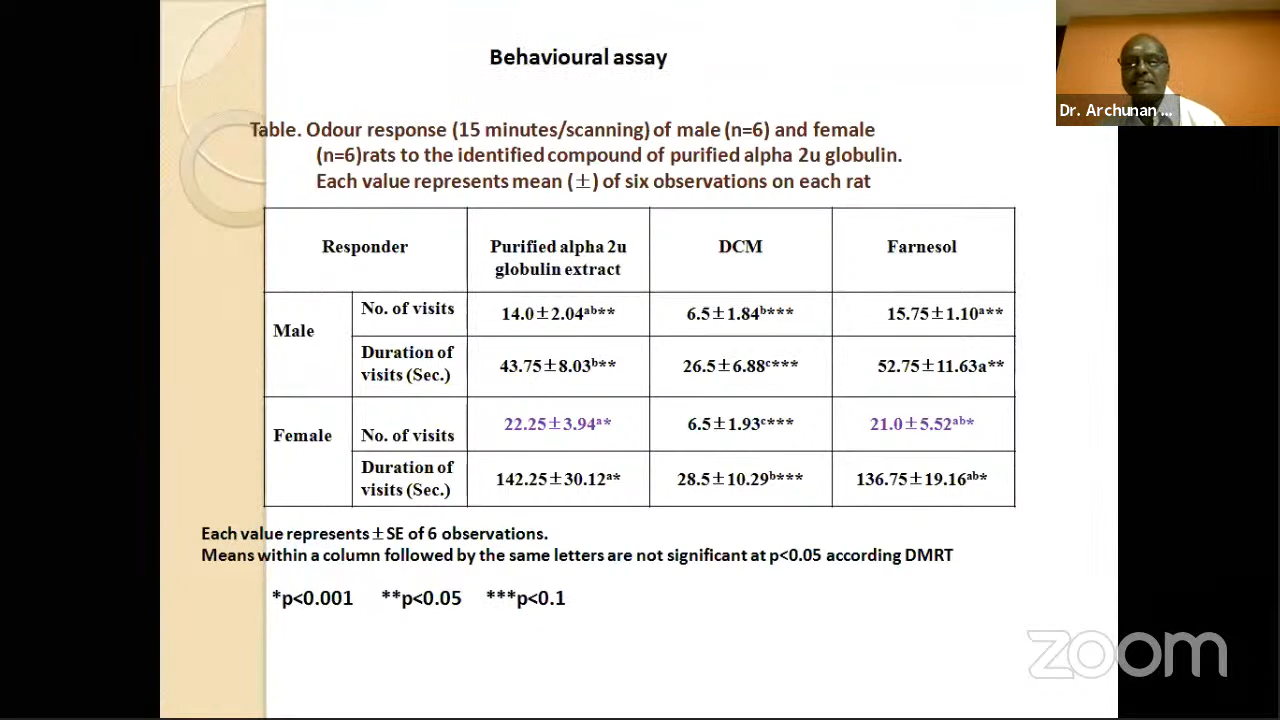 Behavioural assay
Dr. Archunan ...
Table. Odour response (15 minutes/scanning) of male (n=6) and female
(n=6)rats to the identified compound of purified alpha 2u globulin.
Each value represents mean (±) of six observations on each rat
Responder
Purified alpha 2u
globulin extract
DCM
Farnesol
Male
No. of visits
14.0±2.04ᵃᵇ**
6.5±1.84ᵇ***
15.75±1.10ᵃ**
Duration of
visits (Sec.)
43.75±8.03ᵇ**
26.5±6.88ᶜ***
52.75±11.63a**
Female
No. of visits
22.25±3.94ᵃ*
6.5±1.93ᶜ***
21.0±5.52ᵃᵇ*
Duration of
visits (Sec.)
142.25±30.12ᵃ*
28.5±10.29ᵇ***
136.75±19.16ᵃᵇ*
Each value represents ±SE of 6 observations.
Means within a column followed by the same letters are not significant at p<0.05 according DMRT
*p<0.001 **p<0.05 ***p<0.1
zoom